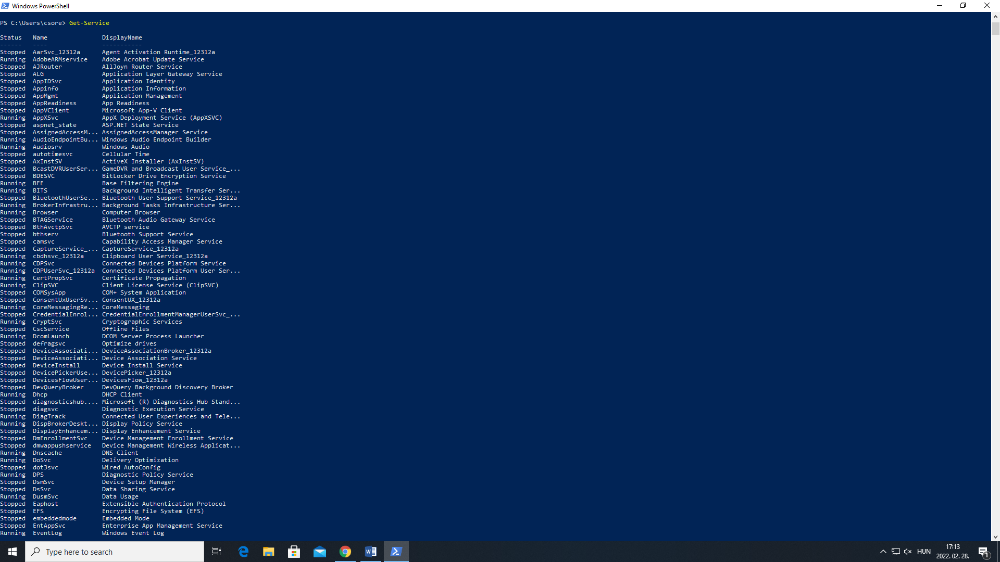 Windows PowerShell
PS C:\Users\csore> Get-Service
Status   Name               DisplayName
------   ----               -----------
Stopped  AarSvc_12312a      Agent Activation Runtime_12312a
Running  AdobeARMservice    Adobe Acrobat Update Service
Stopped  AJRouter           AllJoyn Router Service
Stopped  ALG                Application Layer Gateway Service
Stopped  AppIDSvc           Application Identity
Stopped  Appinfo            Application Information
Stopped  AppMgmt            Application Management
Stopped  AppReadiness       App Readiness
Stopped  AppVClient         Microsoft App-V Client
Running  AppXSvc            AppX Deployment Service (AppXSVC)
Stopped  aspnet_state       ASP.NET State Service
Stopped  AssignedAccessM... AssignedAccessManager Service
Running  AudioEndpointBu... Windows Audio Endpoint Builder
Running  Audiosrv           Windows Audio
Stopped  autotimesvc        Cellular Time
Stopped  AxInstSV           ActiveX Installer (AxInstSV)
Stopped  BcastDVRUserSer... GameDVR and Broadcast User Service_...
Stopped  BDESVC             BitLocker Drive Encryption Service
Running  BFE                Base Filtering Engine
Running  BITS               Background Intelligent Transfer Ser...
Stopped  BluetoothUserSe... Bluetooth User Support Service_12312a
Running  BrokerInfrastru... Background Tasks Infrastructure Ser...
Running  Browser            Computer Browser
Stopped  BTAGService        Bluetooth Audio Gateway Service
Stopped  BthAvctpSvc        AVCTP service
Stopped  bthserv            Bluetooth Support Service
Stopped  camsvc             Capability Access Manager Service
Stopped  CaptureService_... CaptureService_12312a
Running  cbdhsvc_12312a     Clipboard User Service_12312a
Running  CDPSvc             Connected Devices Platform Service
Running  CDPUserSvc_12312a  Connected Devices Platform User Ser...
Running  CertPropSvc        Certificate Propagation
Running  ClipSVC            Client License Service (ClipSVC)
Stopped  COMSysApp          COM+ System Application
Stopped  ConsentUxUserSv... ConsentUX_12312a
Running  CoreMessagingRe... CoreMessaging
Stopped  CredentialEnrol... CredentialEnrollmentManagerUserSvc_...
Running  CryptSvc           Cryptographic Services
Stopped  CscService         Offline Files
Running  DcomLaunch         DCOM Server Process Launcher
Stopped  defragsvc          Optimize drives
Stopped  DeviceAssociati... DeviceAssociationBroker_12312a
Stopped  DeviceAssociati... Device Association Service
Stopped  DeviceInstall      Device Install Service
Stopped  DevicePickerUse... DevicePicker_12312a
Stopped  DevicesFlowUser... DevicesFlow_12312a
Stopped  DevQueryBroker     DevQuery Background Discovery Broker
Running  Dhcp               DHCP Client
Stopped  diagnosticshub.... Microsoft (R) Diagnostics Hub Stand...
Stopped  diagsvc            Diagnostic Execution Service
Running  DiagTrack          Connected User Experiences and Tele...
Running  DispBrokerDeskt... Display Policy Service
Stopped  DisplayEnhancem... Display Enhancement Service
Stopped  DmEnrollmentSvc    Device Management Enrollment Service
Stopped  dmwappushservice   Device Management Wireless Applicat...
Running  Dnscache           DNS Client
Running  DoSvc              Delivery Optimization
Stopped  dot3svc            Wired AutoConfig
Running  DPS                Diagnostic Policy Service
Stopped  DsmSvc             Device Setup Manager
Stopped  DsSvc              Data Sharing Service
Running  DusmSvc            Data Usage
Stopped  Eaphost            Extensible Authentication Protocol
Stopped  EFS                Encrypting File System (EFS)
Stopped  embeddedmode       Embedded Mode
Stopped  EntAppSvc          Enterprise App Management Service
Running  EventLog           Windows Event Log
Type here to search
HUN
17:13
2022. 02. 28.
1